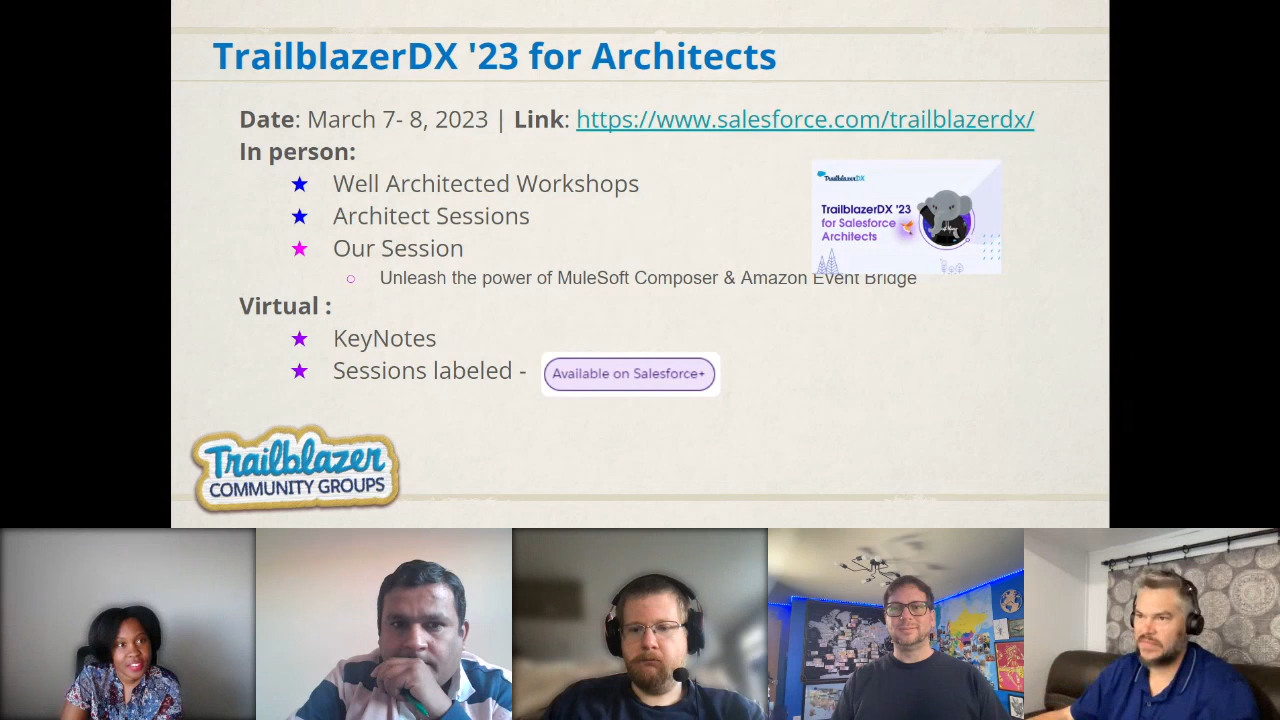 TrailblazerDX '23 for Architects
Date: March 7- 8, 2023 | Link: https://www.salesforce.com/trailblazerdx/
In person:
Well Architected Workshops
TrailblazerDX
Architect Sessions
TrailblazerDX '23
for Salesforce
Architects
Our Session
Unleash the power of MuleSoft Composer & Amazon Event Bridge
Virtual :
KeyNotes
Sessions labeled -
Available on Salesforce+
Trailblazer
COMMUNITY GROUPS